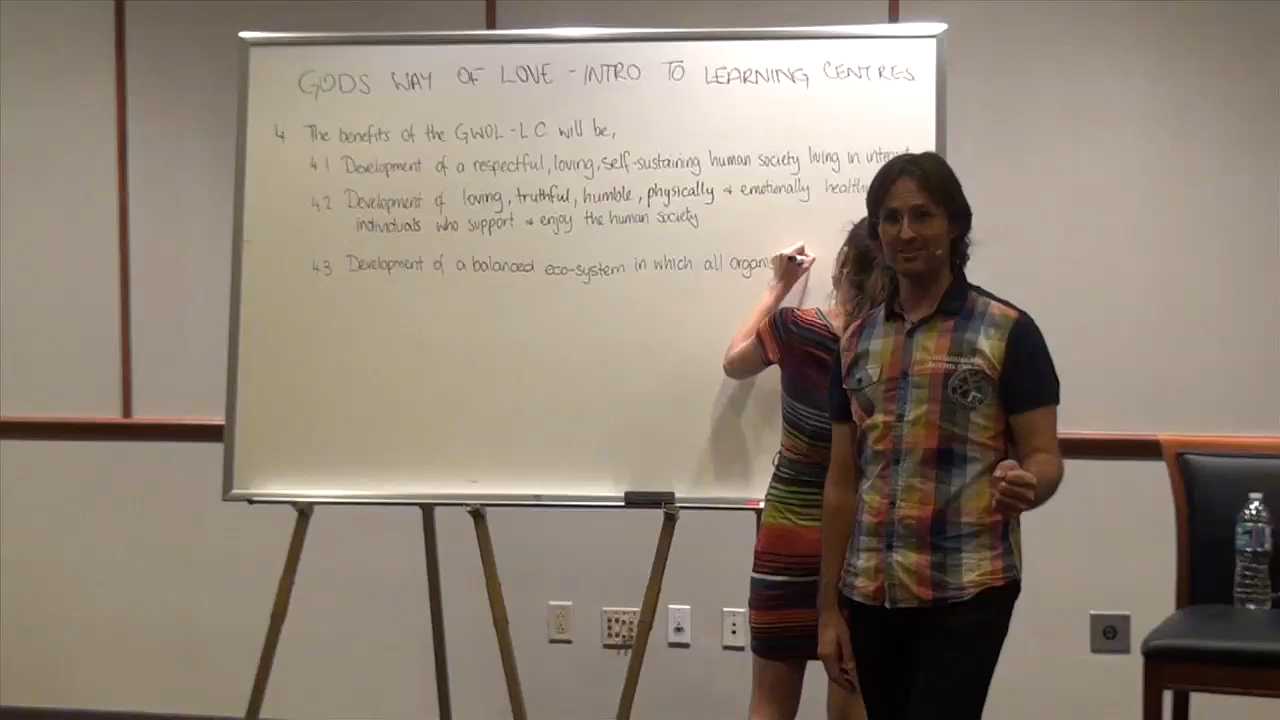 GODS WAY OF LOVE - INTRO TO LEARNING CENTRES
4 The benefits of the GWOL - LC will be,
4.1 Development of a respectful, loving, self-sustaining human society living in
4.2 Development of loving, truthful, humble, physically + emotionally
individuals who support + enjoy the human society
4.3 Development of a balanced eco-system in which all